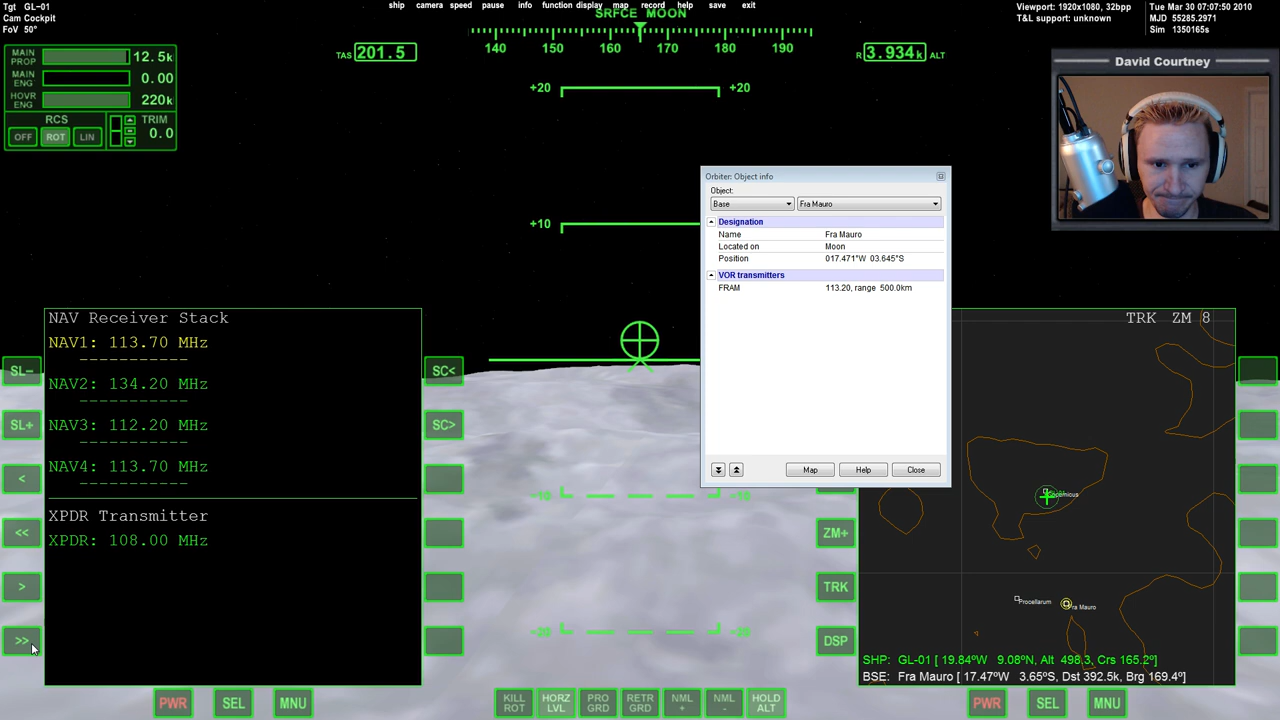 Tgt GL-01
Cam Cockpit
FoV 50°
ship camera speed pause info function display map record help save exit
Viewport: 1920x1080, 32bpp
T&L support: unknown
Tue Mar 30 07:07:50 2010
MJD 55285.2971
Sim 1350165s
SRFCE MOON
140 150 160 170 180 190
TAS 201.5
R 3.934k ALT
MAIN PROP 12.5k
MAIN ENG 0.00
HOVR ENG 220k
RCS TRIM
OFF ROT LIN 0.0
David Courtney
+20 +20
+10
-10 -10
Orbiter: Object info
Object:
Base Fra Mauro
Designation
Name Fra Mauro
Located on Moon
Position 017.471°W 03.645°S
VOR transmitters
FRAM 113.20, range 500.0km
Map Help Close
NAV Receiver Stack
NAV1: 113.70 MHz
-----------
NAV2: 134.20 MHz
-----------
NAV3: 112.20 MHz
-----------
NAV4: 113.70 MHz
-----------
XPDR Transmitter
XPDR: 108.00 MHz
SL-
SL+
<
<<
>
>>
SC<
SC>
PWR SEL MNU
KILL ROT
HORZ LVL
PRO GRD
RETR GRD
NML +
NML -
HOLD ALT
TRK ZM 8
Procellarum
Fra Mauro
ZM+
TRK
DSP
SHP: GL-01 [ 19.84°W 9.08°N, Alt 498.3, Crs 165.2°]
BSE: Fra Mauro [ 17.47°W 3.65°S, Dst 392.5k, Brg 169.4°]
PWR SEL MNU